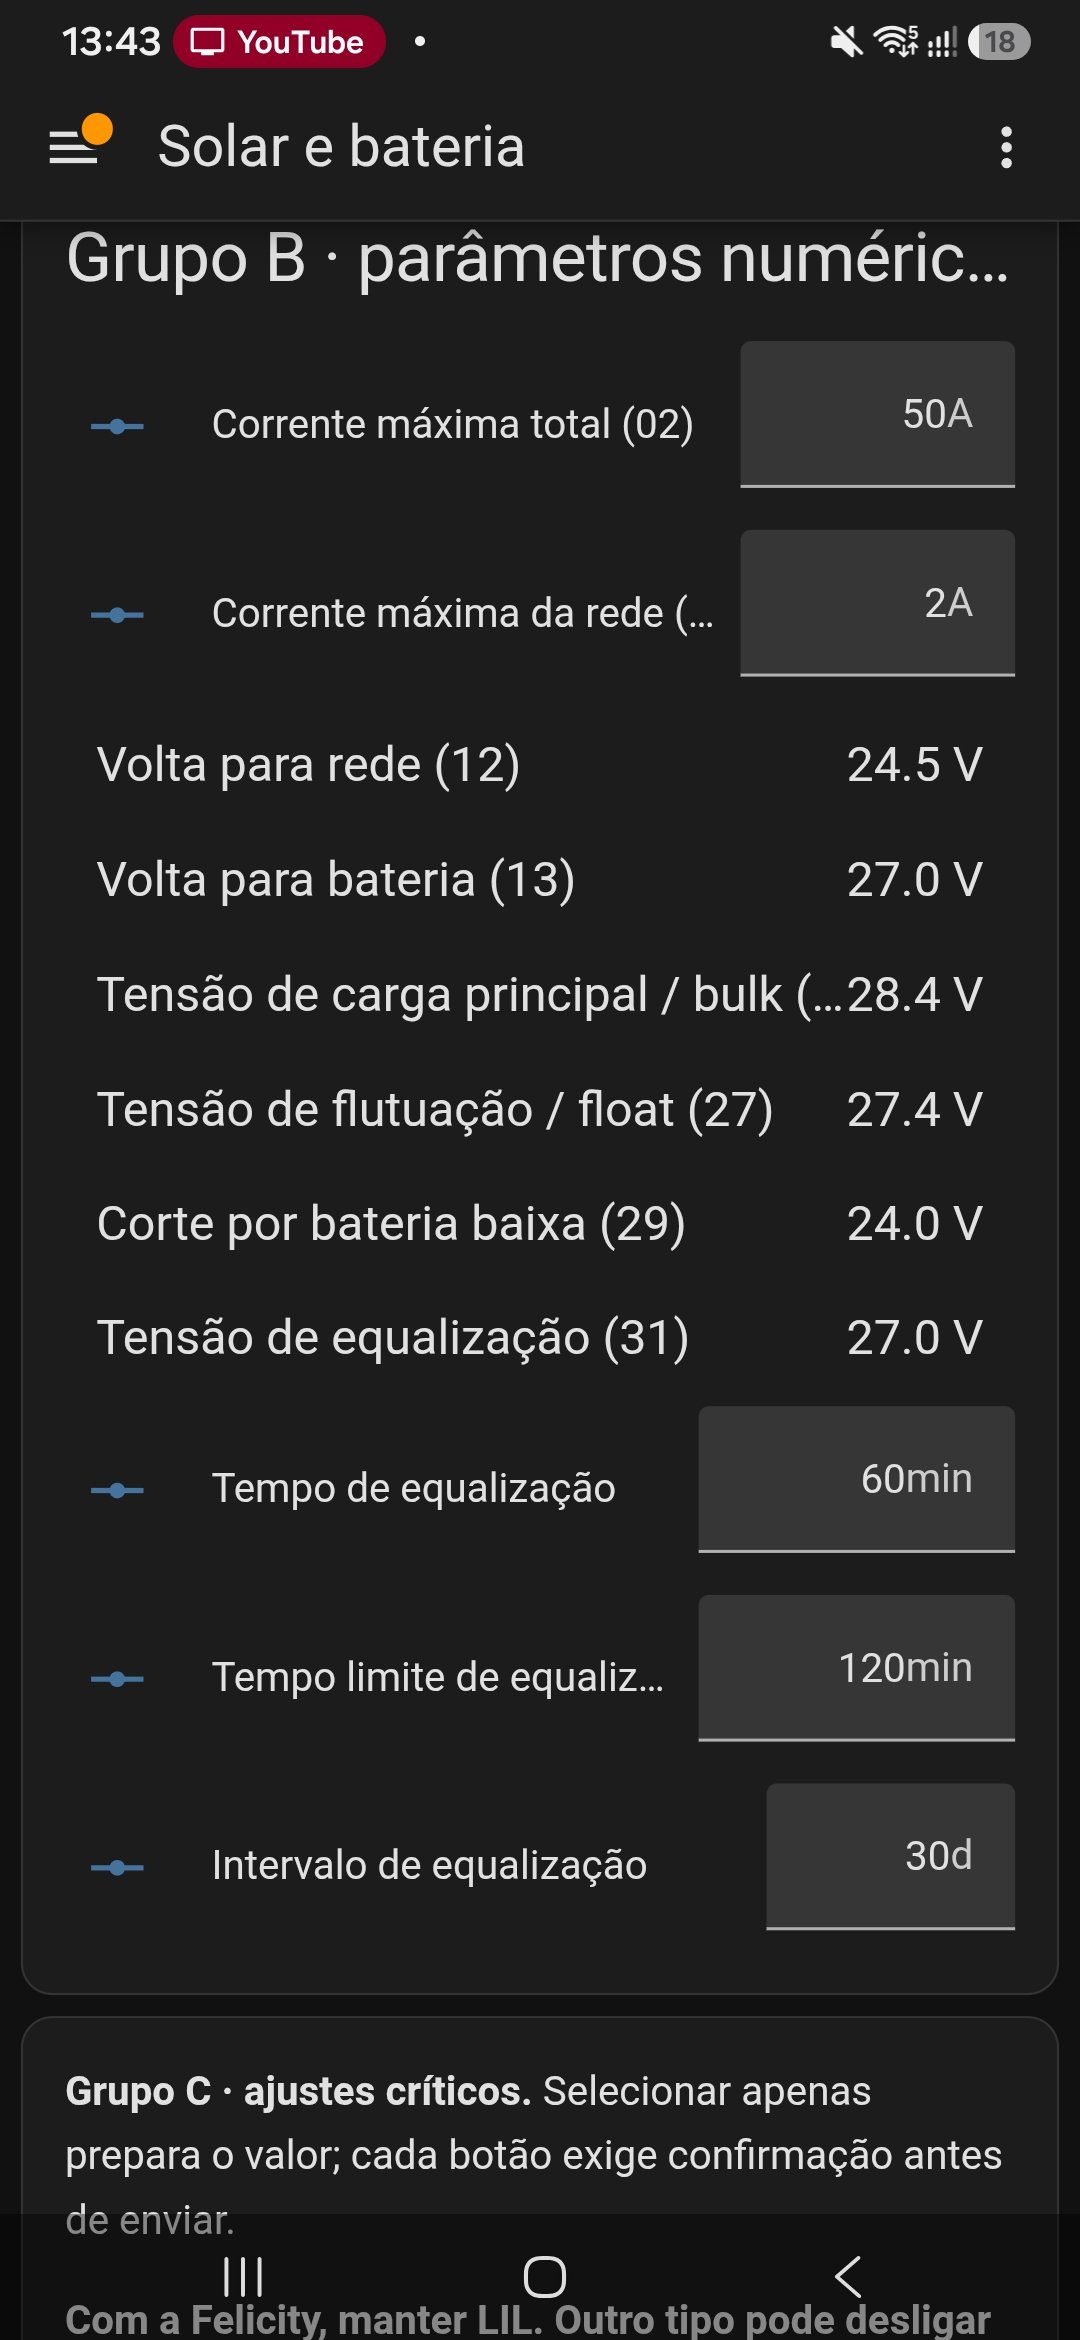 13:43 YouTube 5 18
Solar e bateria
Grupo B · parâmetros numéric...
Corrente máxima total (02) 50A
Corrente máxima da rede (... 2A
Volta para rede (12) 24.5 V
Volta para bateria (13) 27.0 V
Tensão de carga principal / bulk (... 28.4 V
Tensão de flutuação / float (27) 27.4 V
Corte por bateria baixa (29) 24.0 V
Tensão de equalização (31) 27.0 V
Tempo de equalização 60min
Tempo limite de equaliz... 120min
Intervalo de equalização 30d
Grupo C · ajustes críticos. Selecionar apenas
prepara o valor; cada botão exige confirmação antes
de enviar.
Com a Felicity, manter LIL. Outro tipo pode desligar